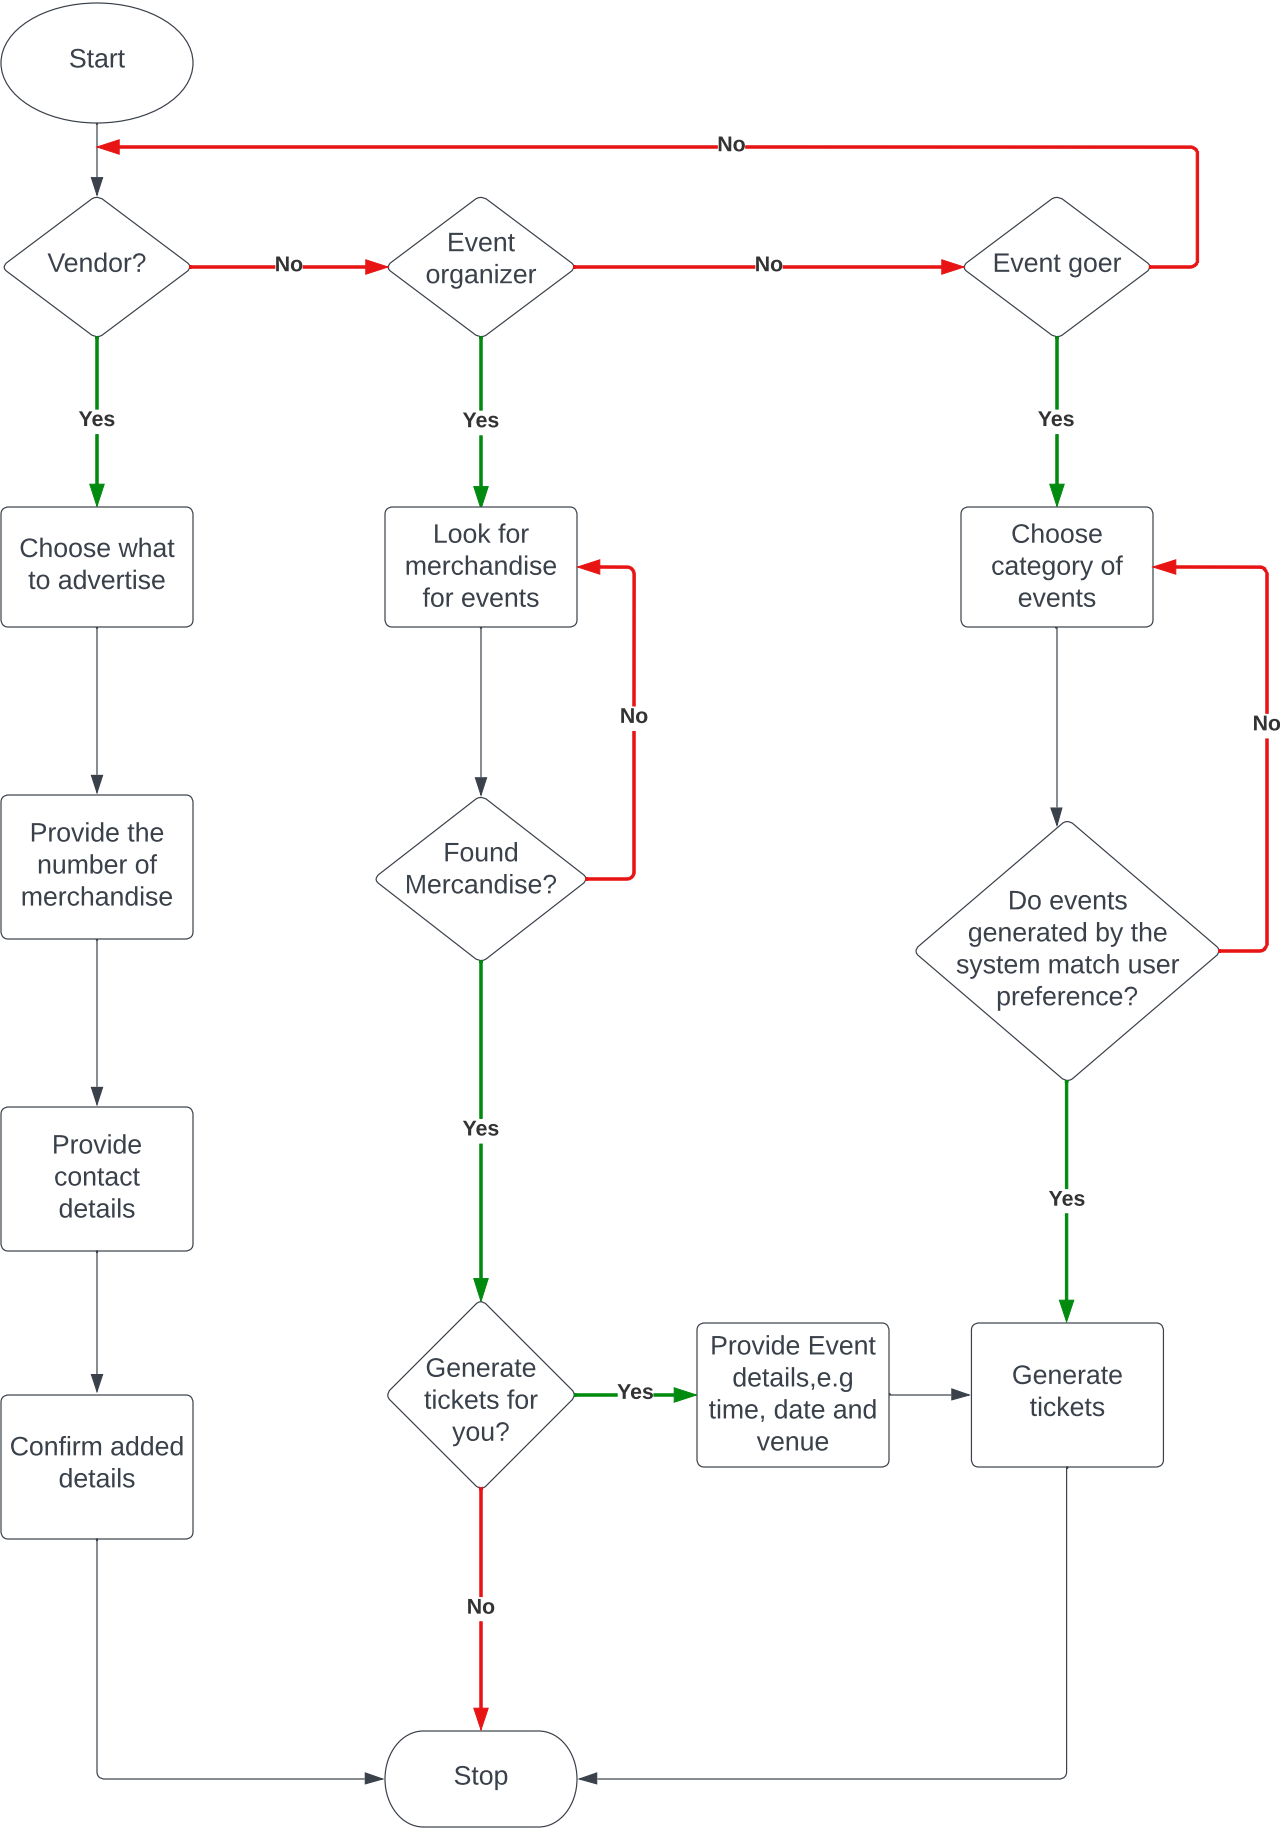 Start
No
Vendor?
No
Event
organizer
No
Event goer
Yes
Yes
Yes
Choose what
to advertise
Look for
merchandise
for events
Choose
category of
events
No
No
Provide the
number of
merchandise
Found
Mercandise?
Do events
generated by the
system match user
preference?
Yes
Provide
contact
details
Yes
Generate
tickets for
you?
Yes
Provide Event
details,e.g
time, date and
venue
Generate
tickets
Confirm added
details
No
Stop